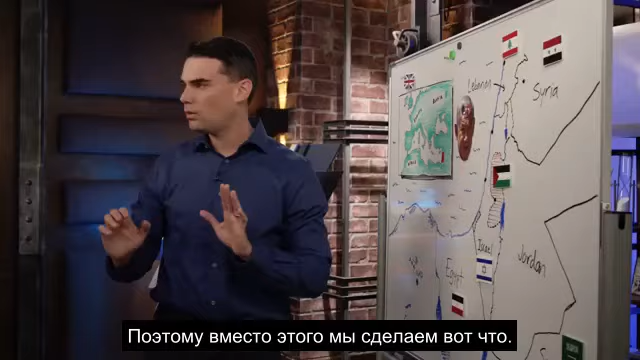 Lebanon
Syria
Israel
Jordan
Egypt
Поэтому вместо этого мы сделаем вот что.